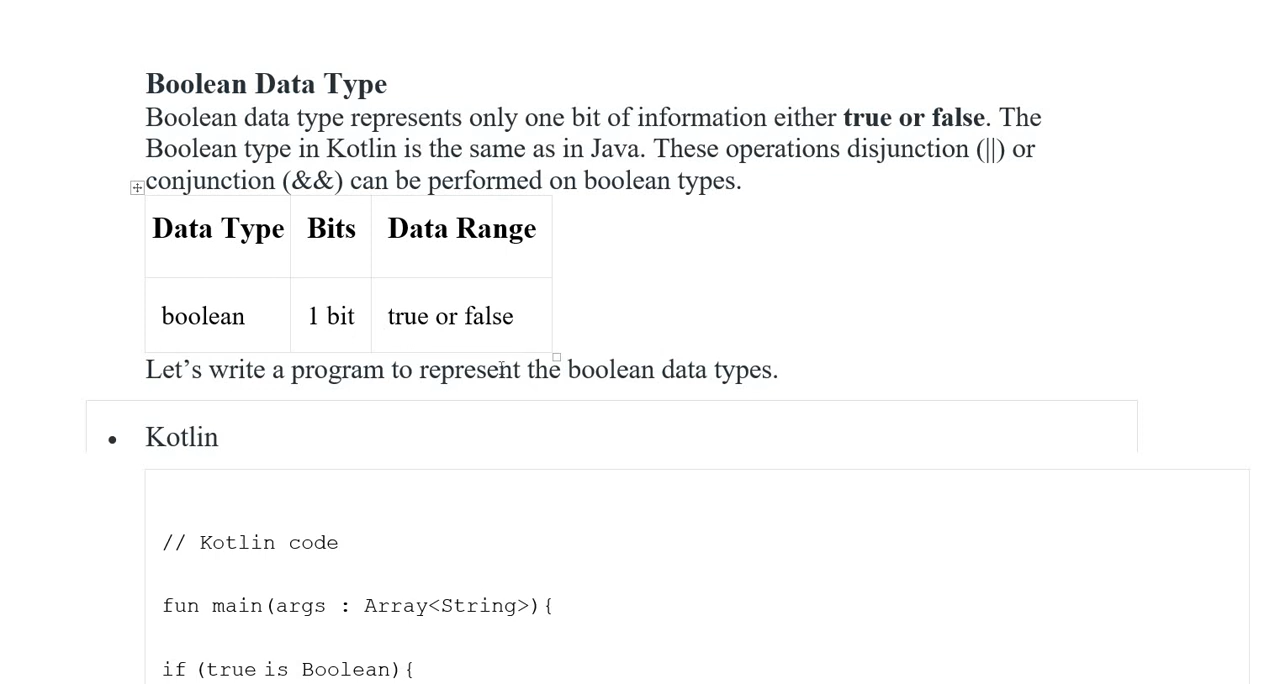 Boolean Data Type
Boolean data type represents only one bit of information either true or false. The
Boolean type in Kotlin is the same as in Java. These operations disjunction (||) or
conjunction (&&) can be performed on boolean types.
Data Type Bits Data Range
boolean 1 bit true or false
Let’s write a program to represent the boolean data types.
• Kotlin
// Kotlin code
fun main(args : Array<String>){
if (true is Boolean){